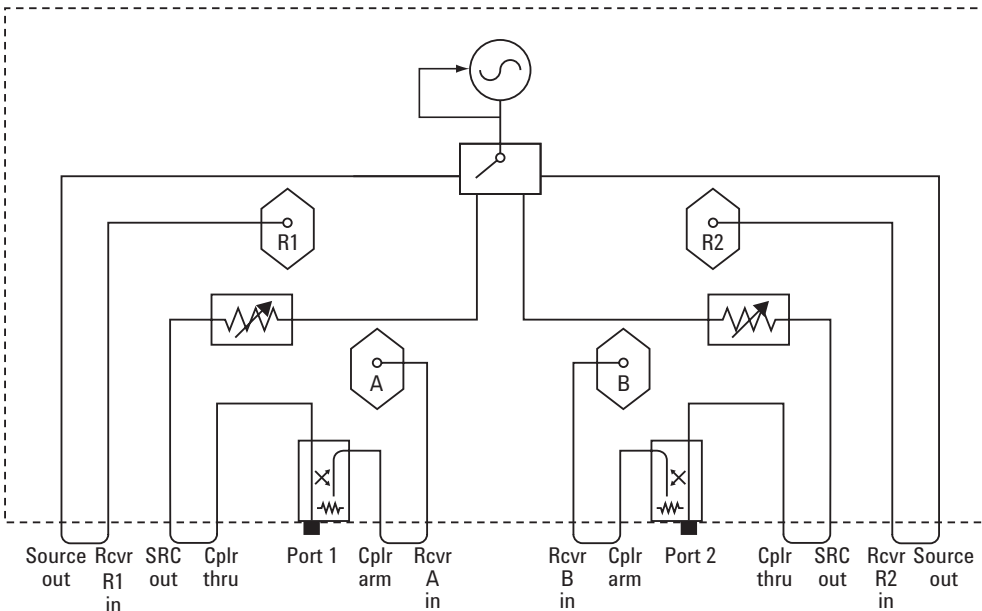 R1
R2
A
B
Source out
Rcvr R1 in
SRC out
Cplr thru
Port 1
Cplr arm
Rcvr A in
Rcvr B in
Cplr arm
Port 2
Cplr thru
SRC out
Rcvr R2 in
Source out